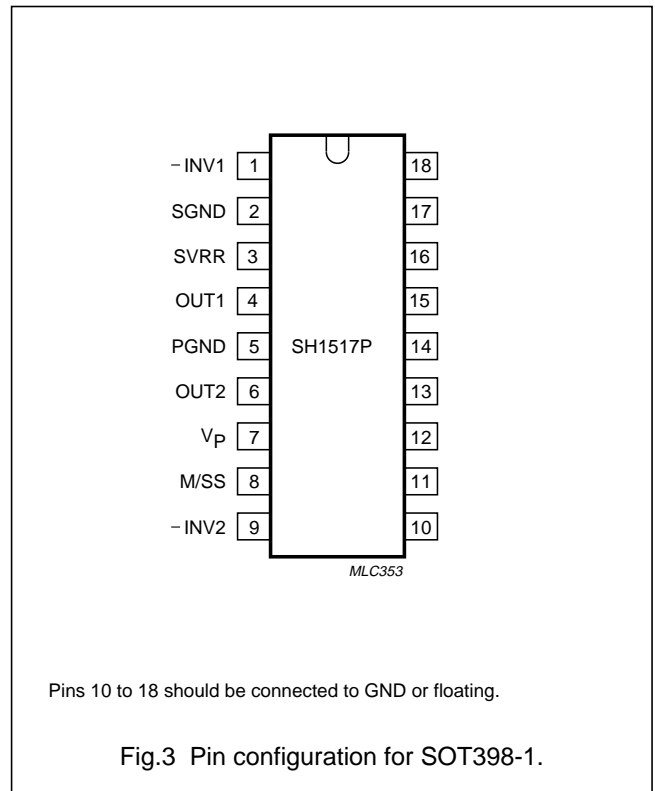 −INV1 1 18
SGND 2 17
SVRR 3 16
OUT1 4 15
PGND 5 SH1517P 14
OUT2 6 13
VP 7 12
M/SS 8 11
−INV2 9 10
MLC353
Pins 10 to 18 should be connected to GND or floating.
Fig.3 Pin configuration for SOT398-1.